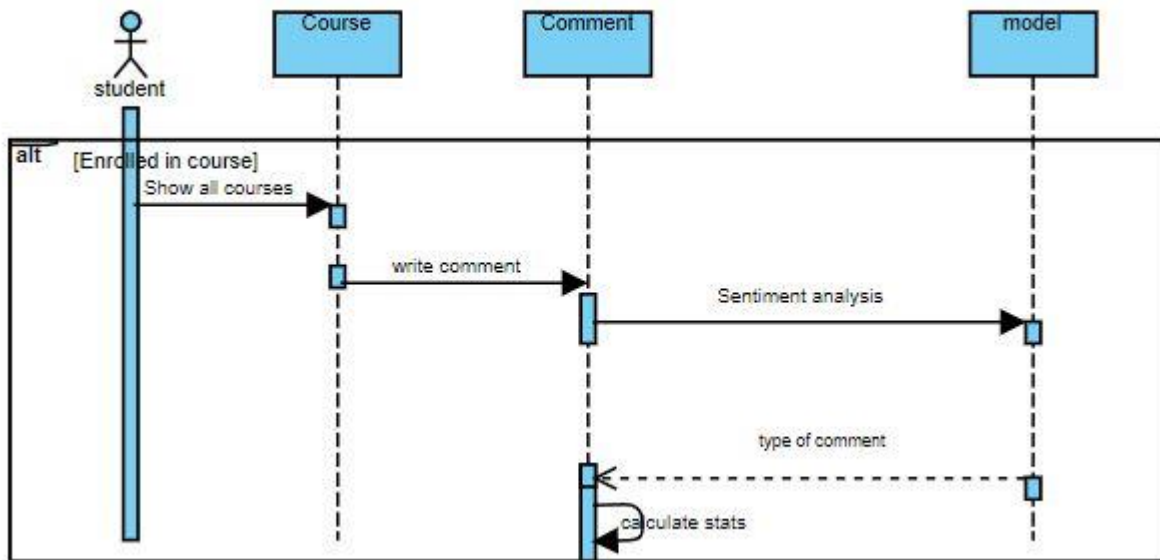 Course
Comment
model
student
alt
[Enrolled in course]
Show all courses
write comment
Sentiment analysis
type of comment
calculate stats